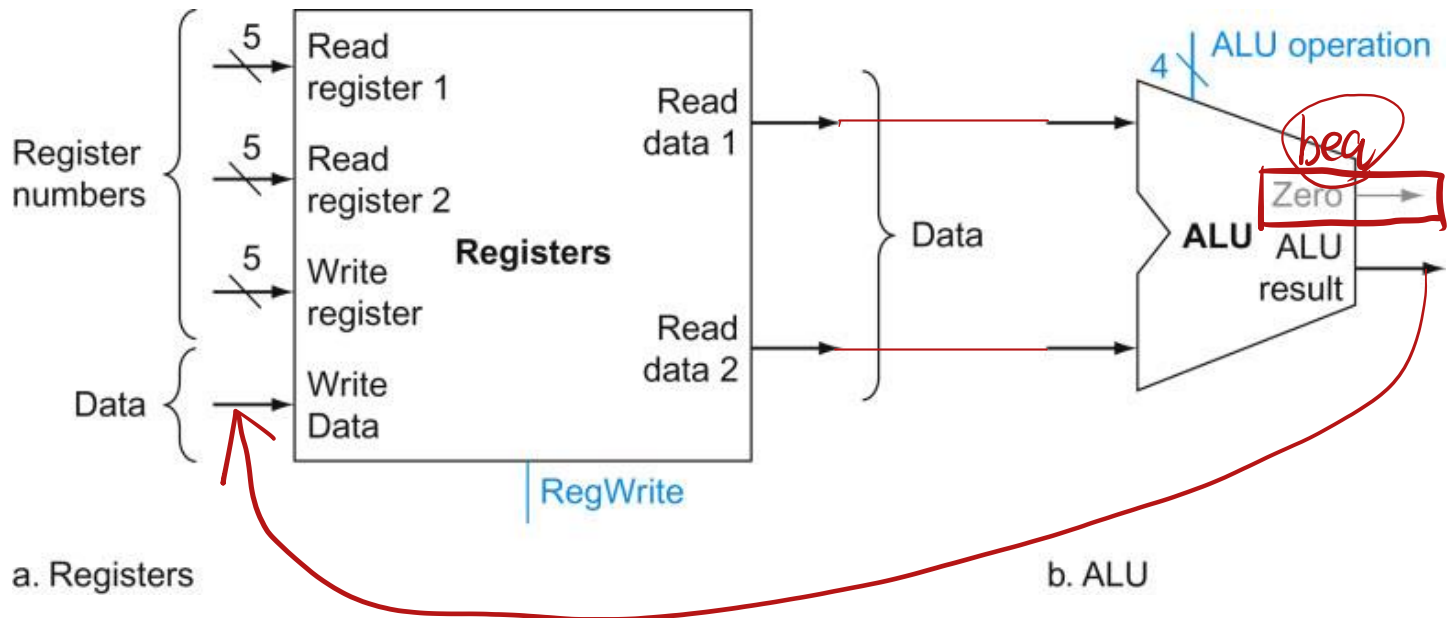 5
Read
register 1
5
Read
register 2
5
Write
register
Write
Data
Register
numbers
Data
Registers
Read
data 1
Read
data 2
RegWrite
Data
4
ALU operation
beq
Zero
ALU
ALU
result
a. Registers
b. ALU